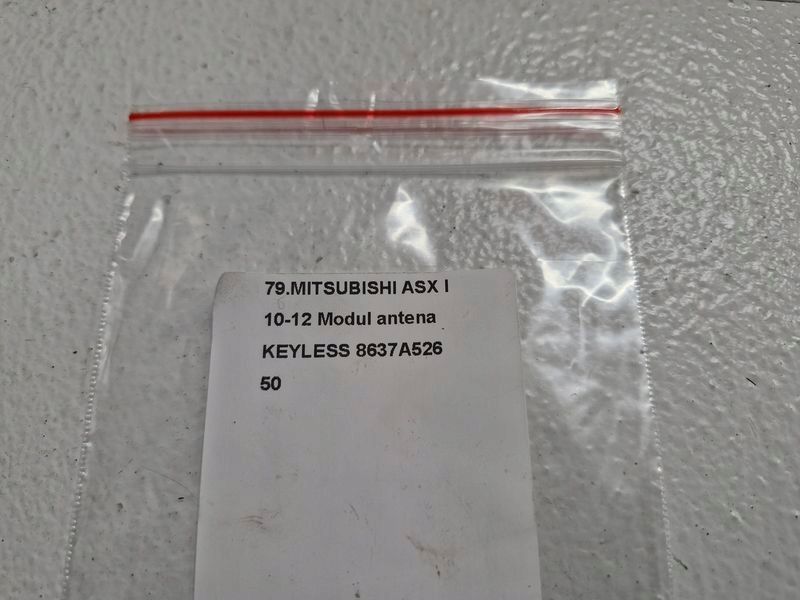 79.MITSUBISHI ASX I
10-12 Modul antena
KEYLESS 8637A526
50